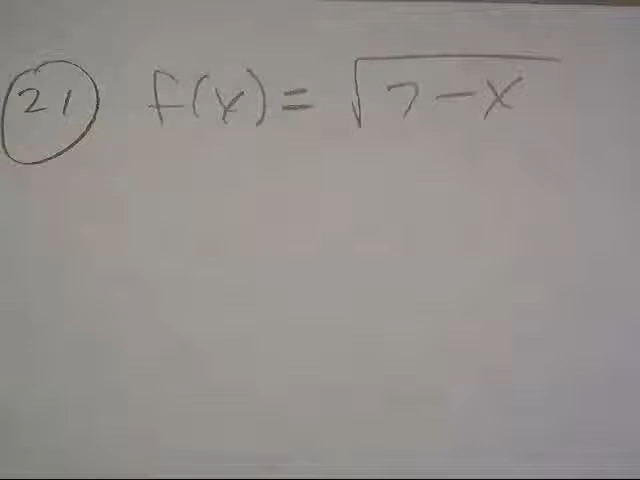 21 f(x) = √7-x